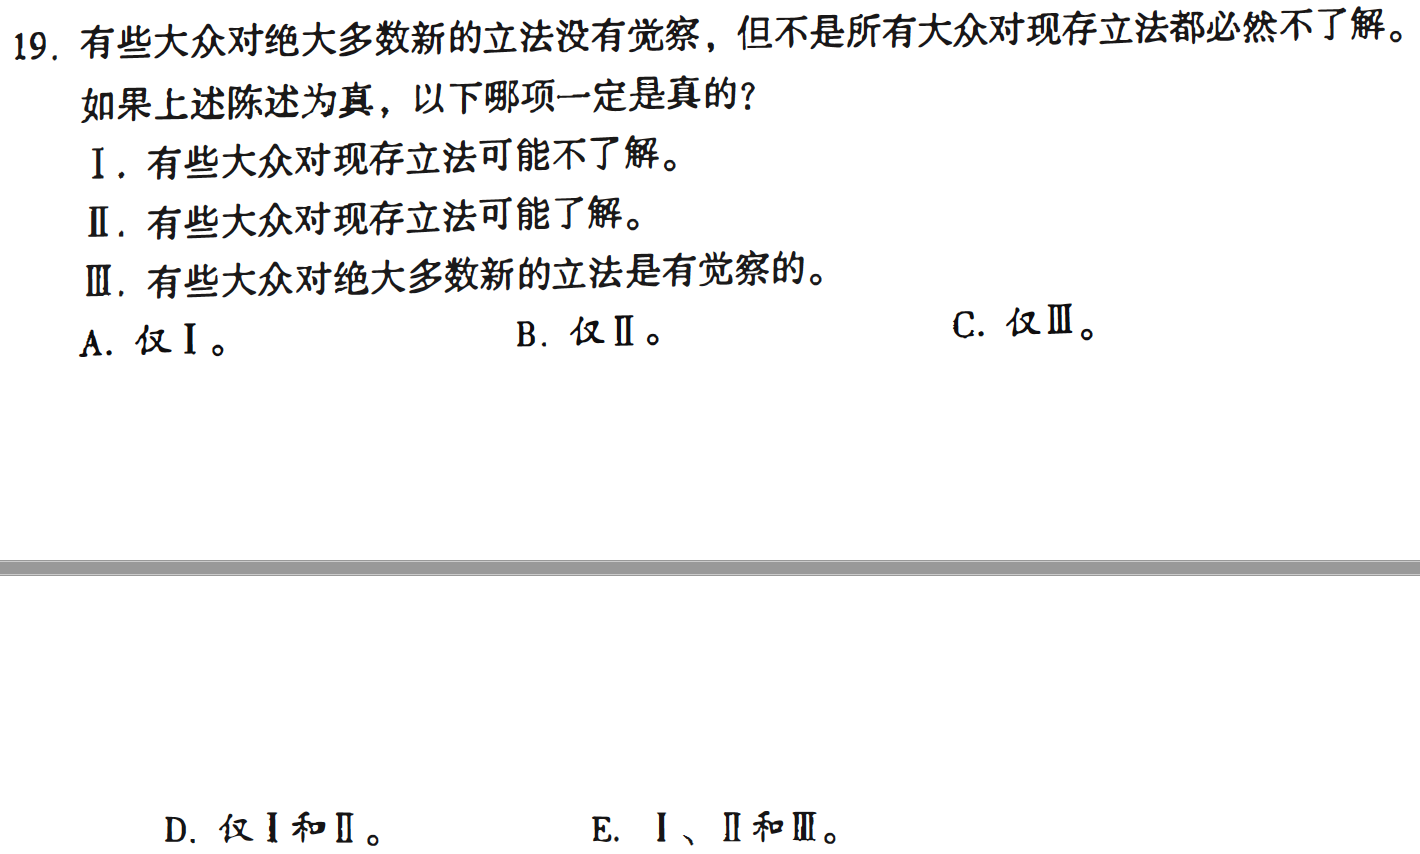 19. 有些大众对绝大多数新的立法没有觉察，但不是所有大众对现存立法都必然不了解。
如果上述陈述为真，以下哪项一定是真的？
Ⅰ. 有些大众对现存立法可能不了解。
Ⅱ. 有些大众对现存立法可能了解。
Ⅲ. 有些大众对绝大多数新的立法是有觉察的。
A. 仅Ⅰ。 B. 仅Ⅱ。 C. 仅Ⅲ。
D. 仅Ⅰ和Ⅱ。 E. Ⅰ、Ⅱ和Ⅲ。